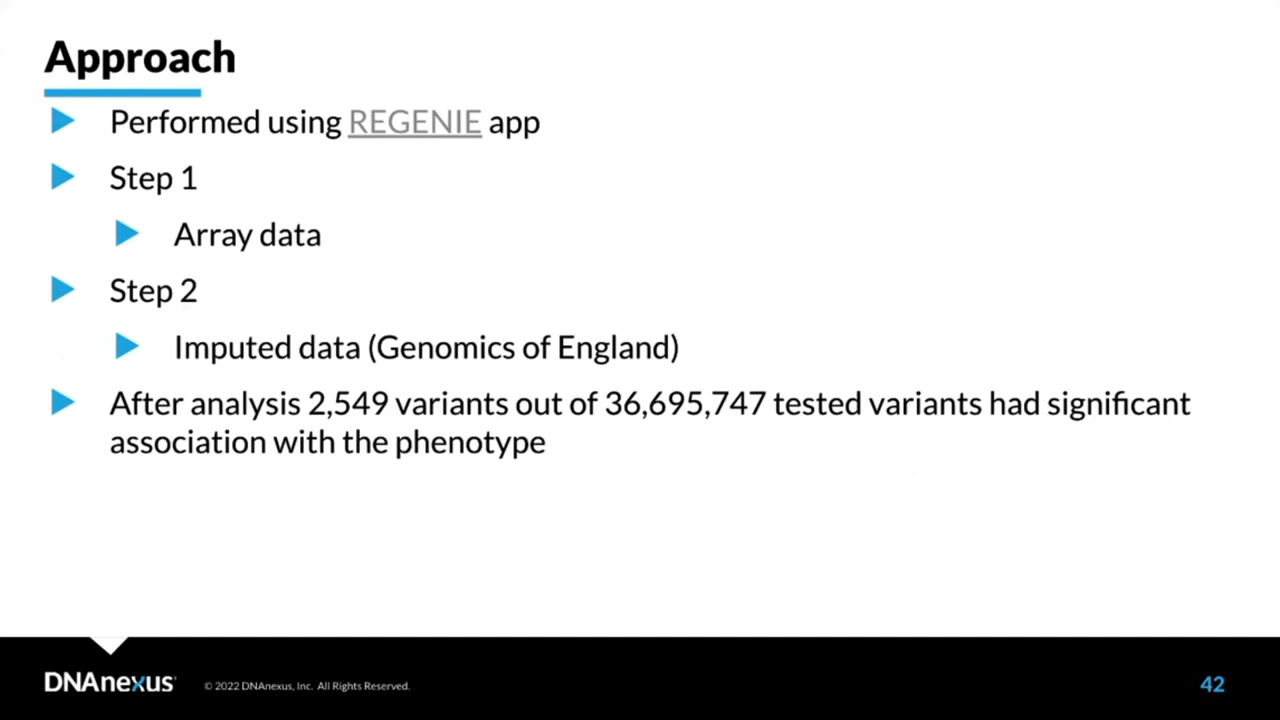 Approach
Performed using REGENIE app
Step 1
Array data
Step 2
Imputed data (Genomics of England)
After analysis 2,549 variants out of 36,695,747 tested variants had significant
association with the phenotype
DNAnexus © 2022 DNAnexus, Inc. All Rights Reserved. 42